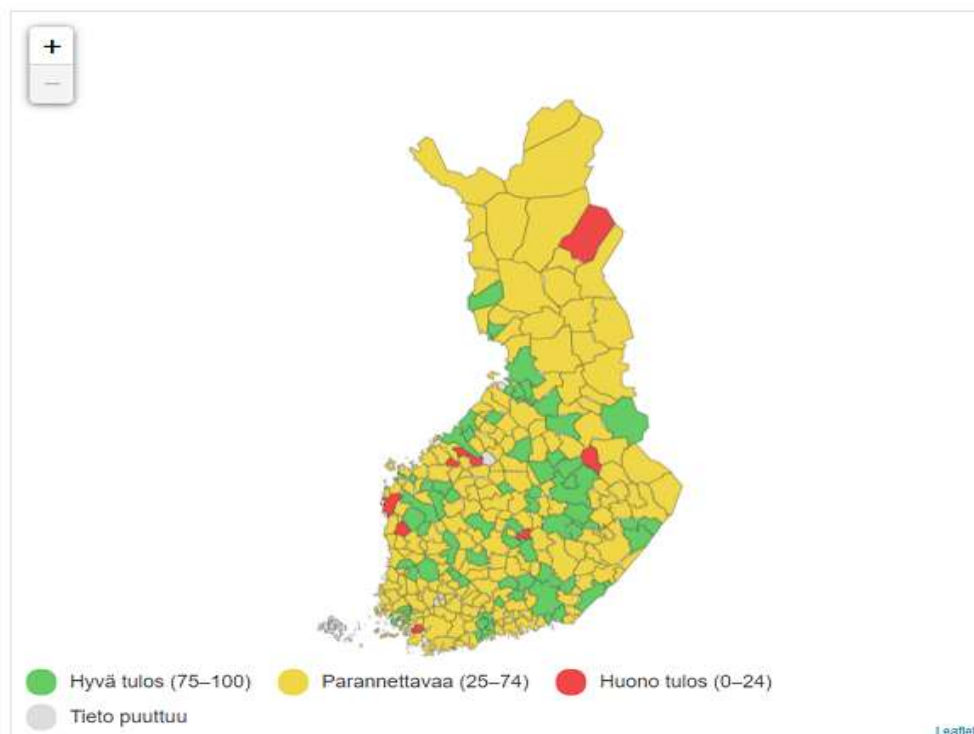 +
−
Hyvä tulos (75–100) Parannettavaa (25–74) Huono tulos (0–24)
Tieto puuttuu
Leaflet